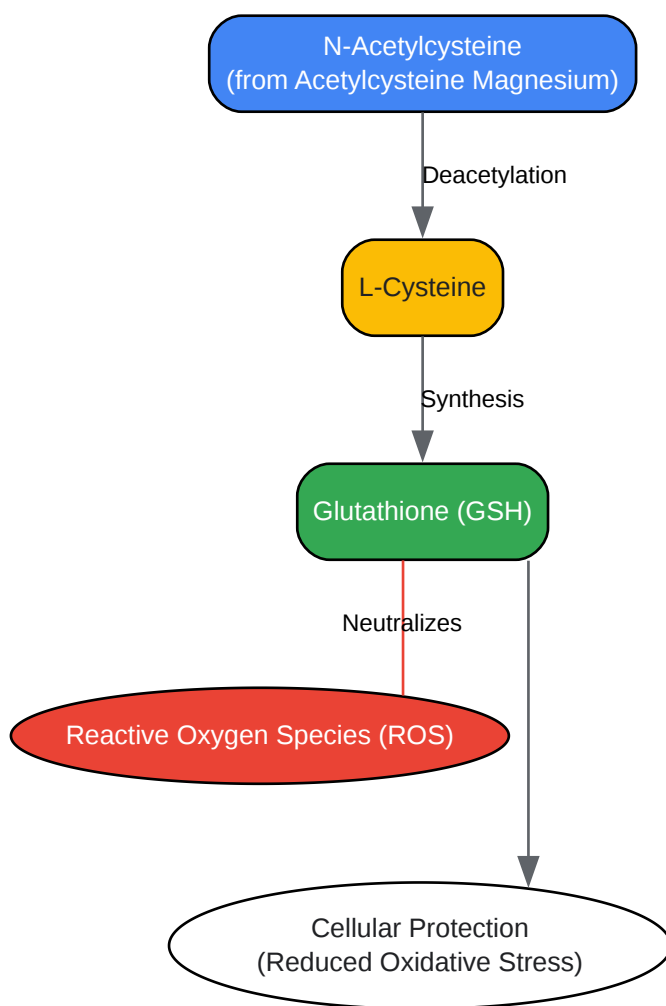 N-Acetylcysteine
(from Acetylcysteine Magnesium)
Deacetylation
L-Cysteine
Synthesis
Glutathione (GSH)
Neutralizes
Reactive Oxygen Species (ROS)
Cellular Protection
(Reduced Oxidative Stress)